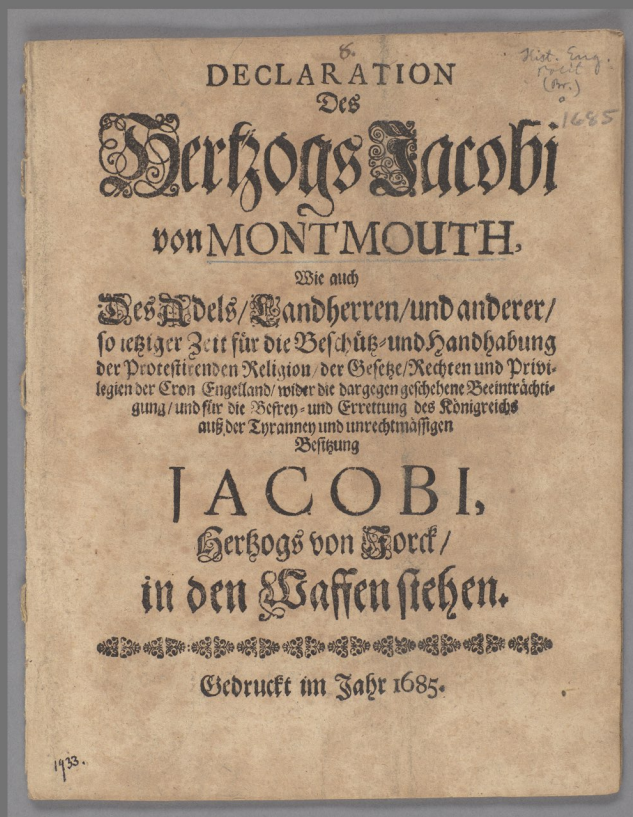 8.
Hist. Eng.
(Br.)
1685
DECLARATION
Des
Hertzogs Jacobi
von MONTMOUTH,
Wie auch
Des Adels/ Landherren/ und anderer/
so ietziger Zeit für die Beschütz- und Handhabung
der Protestirenden Religion/ der Gesetze/ Rechten und Privi-
legien der Cron Engelland/ wider die dargegen geschehene Beeinträchti-
gung/ und für die Befrey- und Errettung des Königreichs
auß der Tyranney und unrechtmässigen
Besitzung
JACOBI,
Hertzogs von Jorck/
in den Waffen stehen.
Gedruckt im Jahr 1685.
1933.